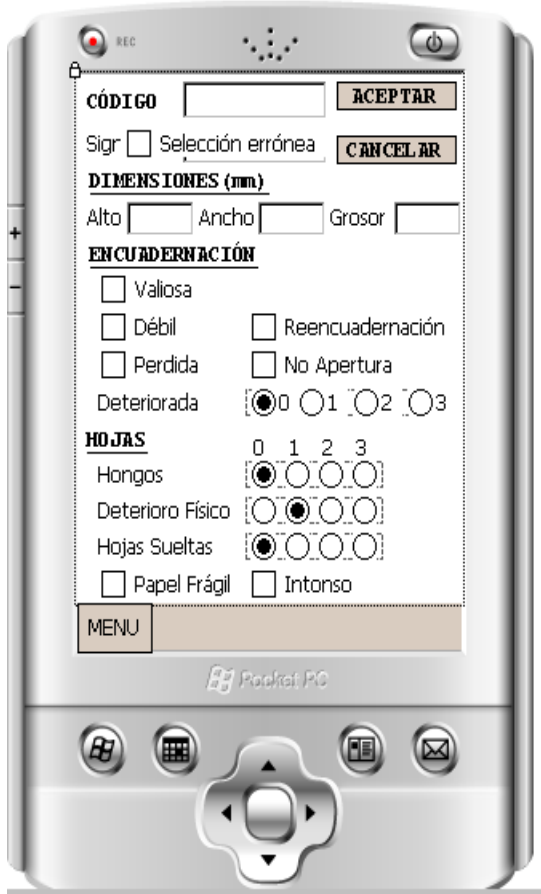 REC
CÓDIGO ACEPTAR
Sign Selección errónea CANCELAR
DIMENSIONES (mm)
Alto Ancho Grosor
ENCUADERNACIÓN
Valiosa
Débil Reencuadernación
Perdida No Apertura
Deteriorada 0 1 2 3
HOJAS 0 1 2 3
Hongos
Deterioro Físico
Hojas Sueltas
Papel Frágil Intonso
MENU
Pocket PC